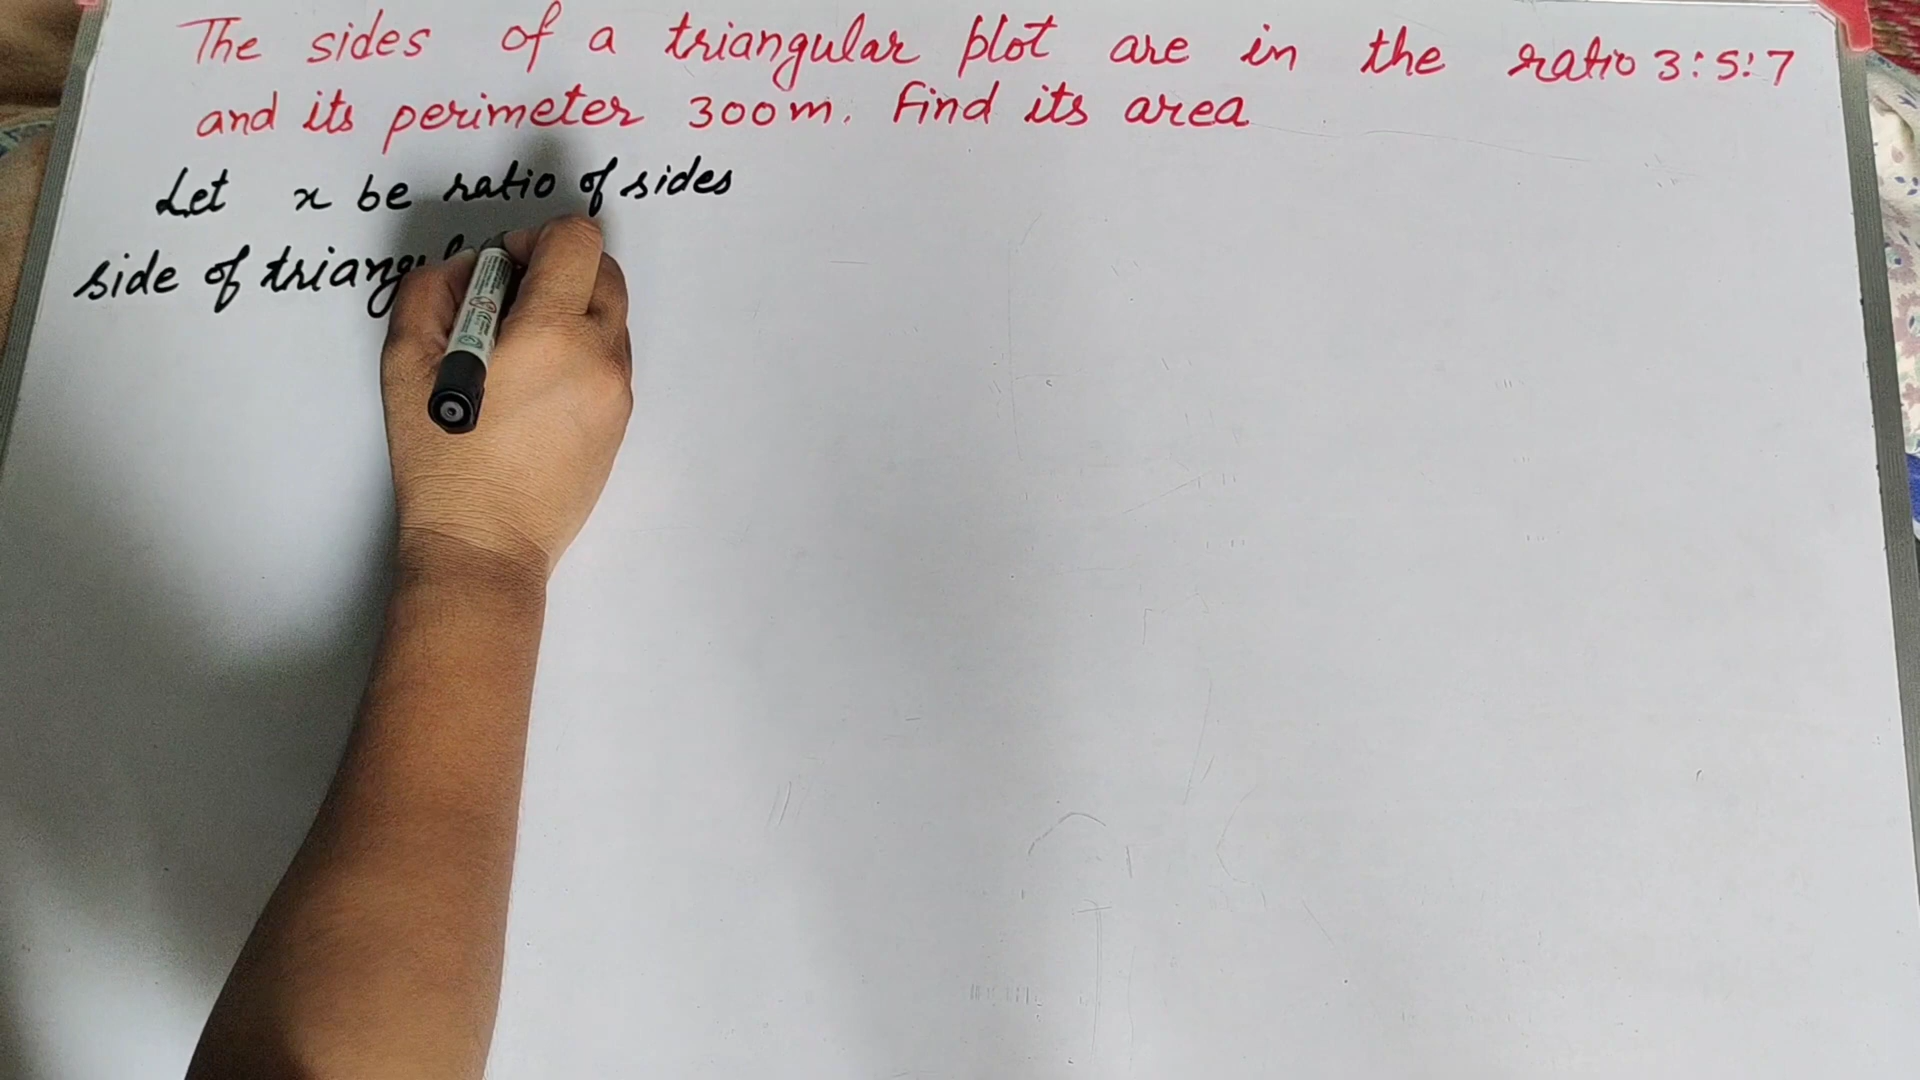 The sides of a triangular plot are in the ratio 3:5:7
and its perimeter 300m. Find its area
Let x be ratio of sides
side of